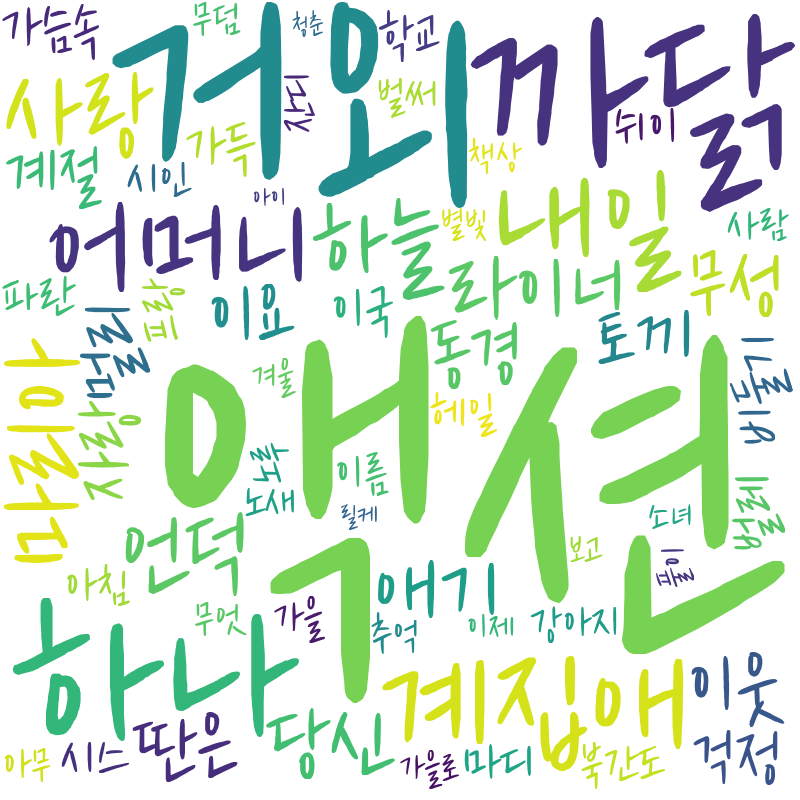 가슴속
무덤
거
청춘
외
학교
까닭
사랑
벌써
쉬이
계절
시인
가득
책상
아이
어머니
하늘
별빛
내일
사람
파란
이요
이국
라이너
무성
동경
토끼
마리아
사랑
겨울
액션
헤일
이름
노새
릴케
언덕
소녀
보고
아침
무엇
가을
애기
추억
이제
강아지
하나
딴은
당신
계집애
이웃
걱정
아무
시스
가을로
마디
북간도